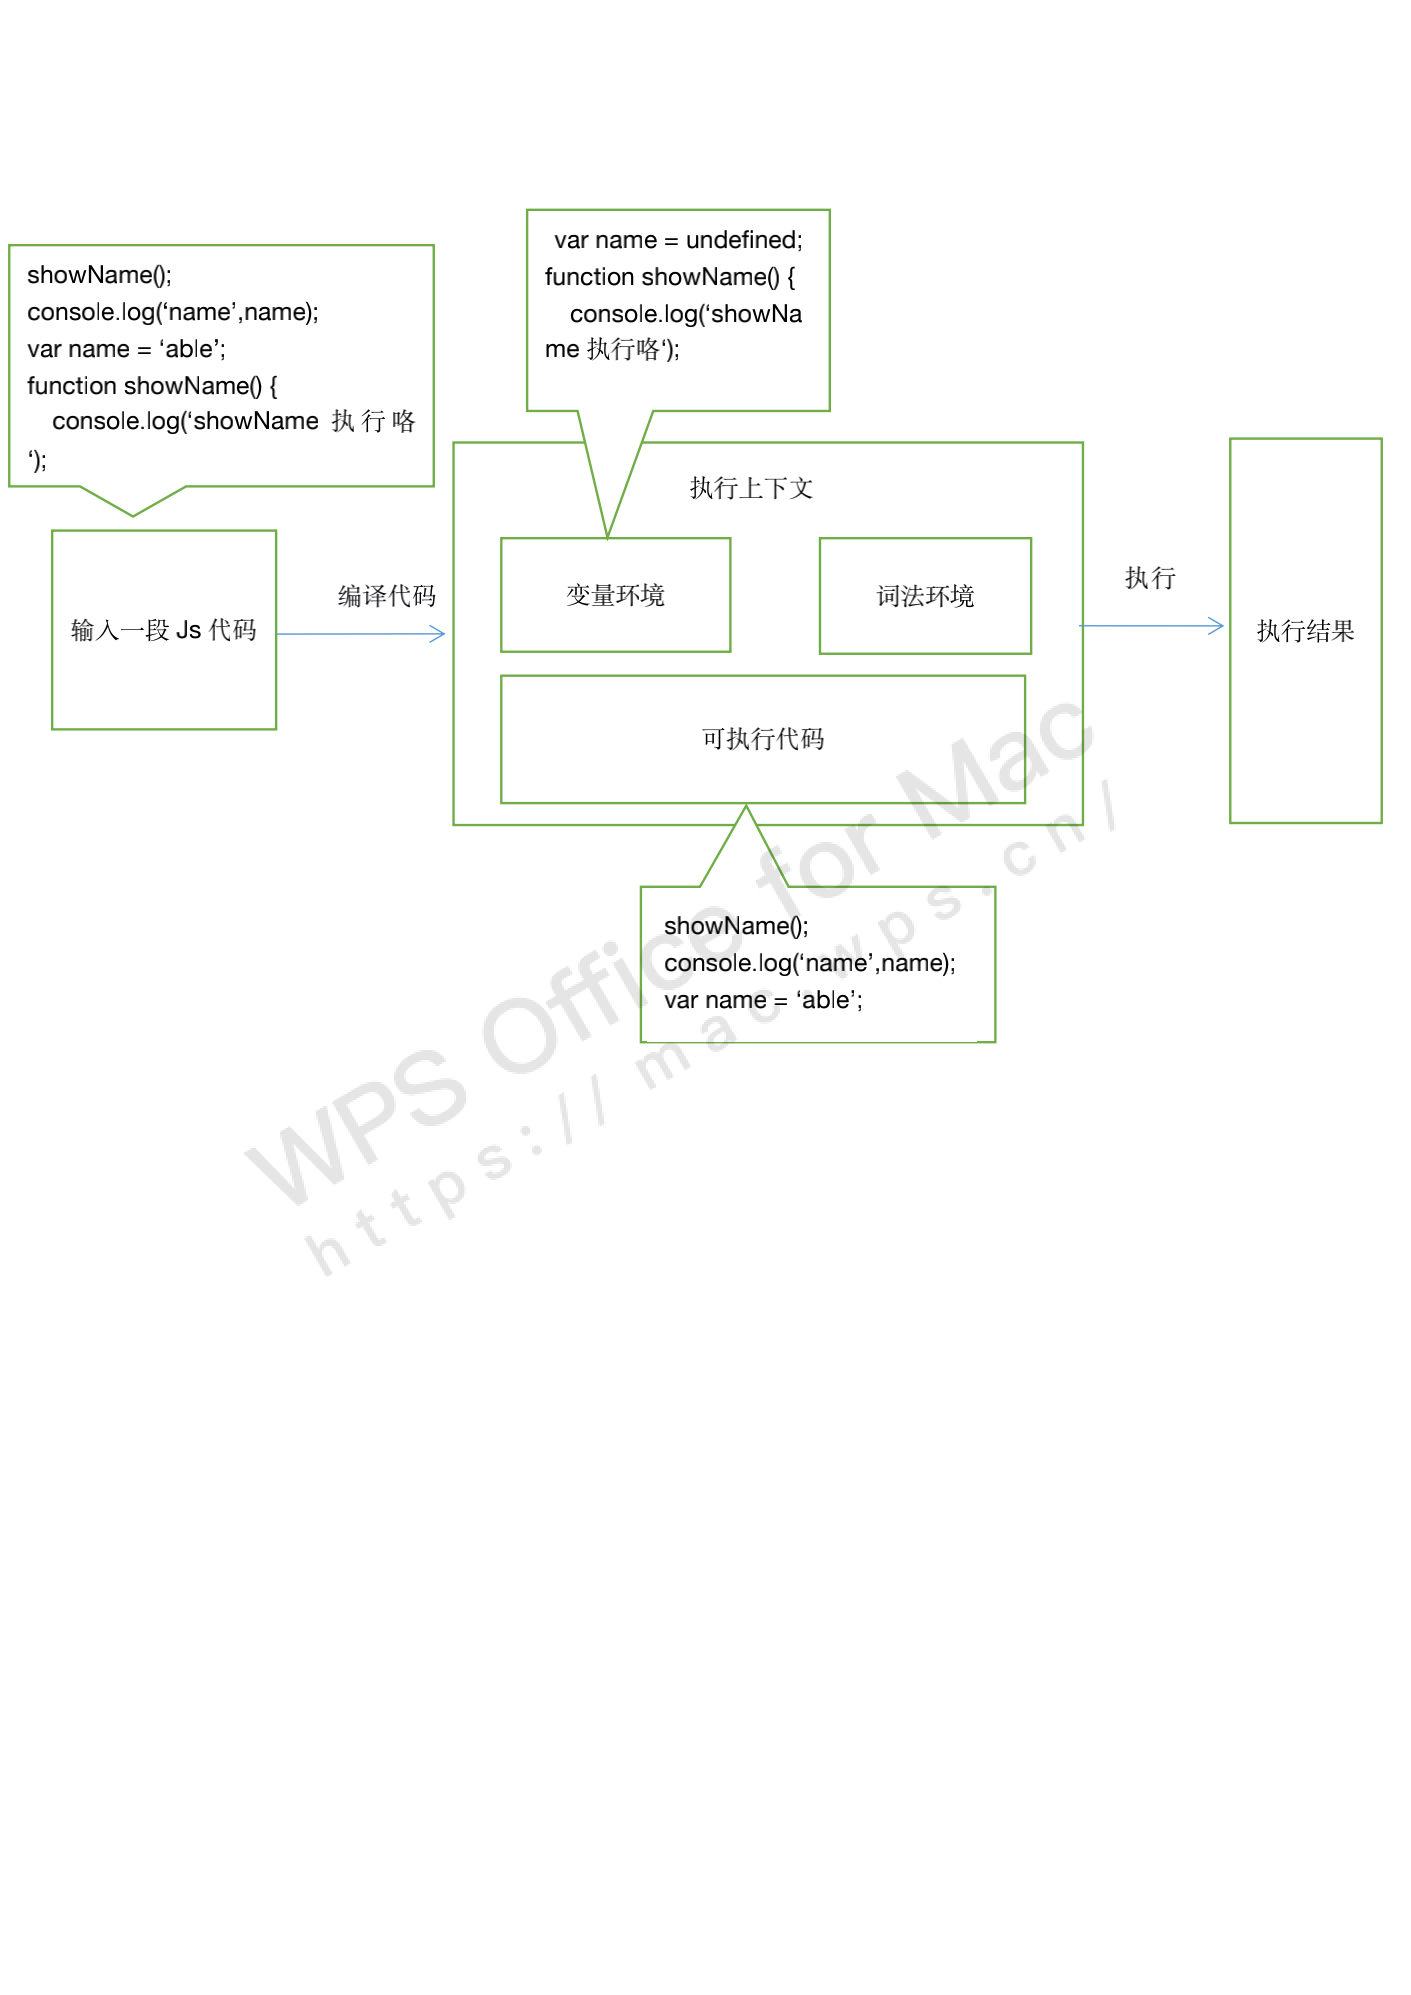 showName();
console.log(‘name’,name);
var name = ‘able’;
function showName() {
console.log(‘showName 执行咯
‘);
输入一段 Js 代码
编译代码
var name = undefined;
function showName() {
console.log(‘showNa
me 执行咯‘);
执行上下文
变量环境
词法环境
可执行代码
showName();
console.log(‘name’,name);
var name = ‘able’;
执行
执行结果
WPS Office for Mac
https://mac.wps.cn/